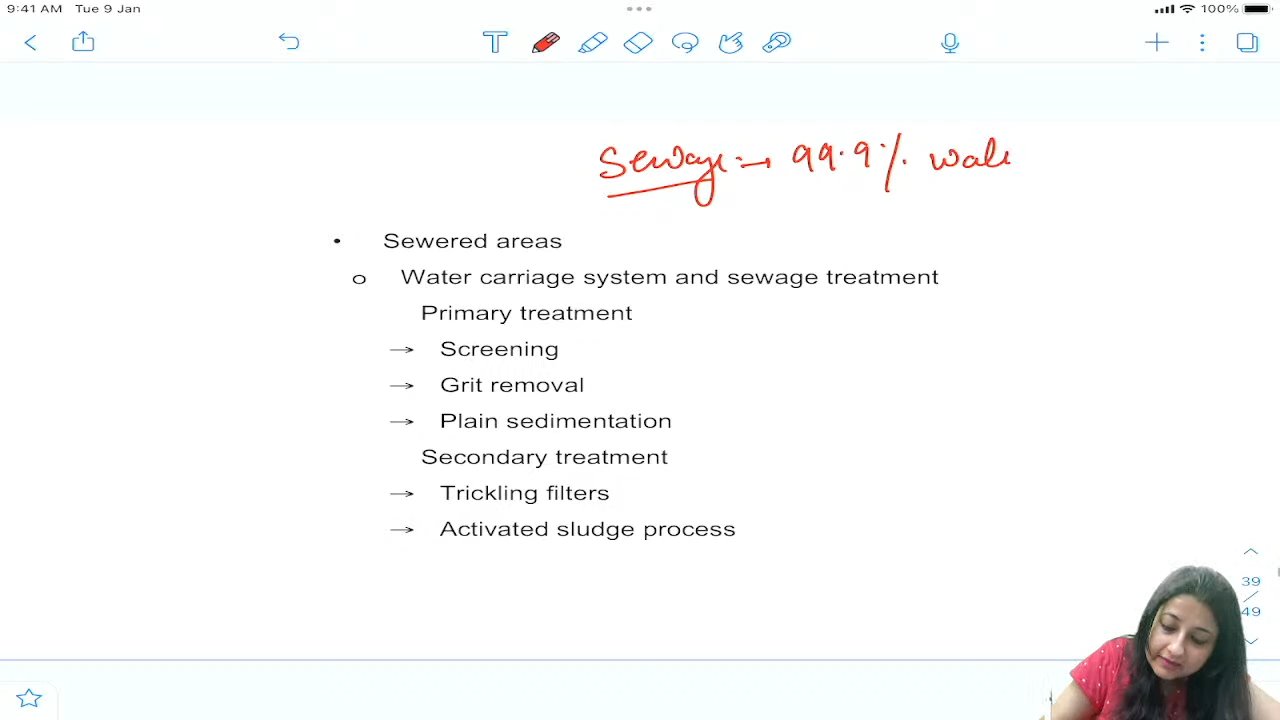 9:41 AM Tue 9 Jan
100%
T
Sewage → 99.9% wate
• Sewered areas
o Water carriage system and sewage treatment
Primary treatment
→ Screening
→ Grit removal
→ Plain sedimentation
Secondary treatment
→ Trickling filters
→ Activated sludge process
39
49